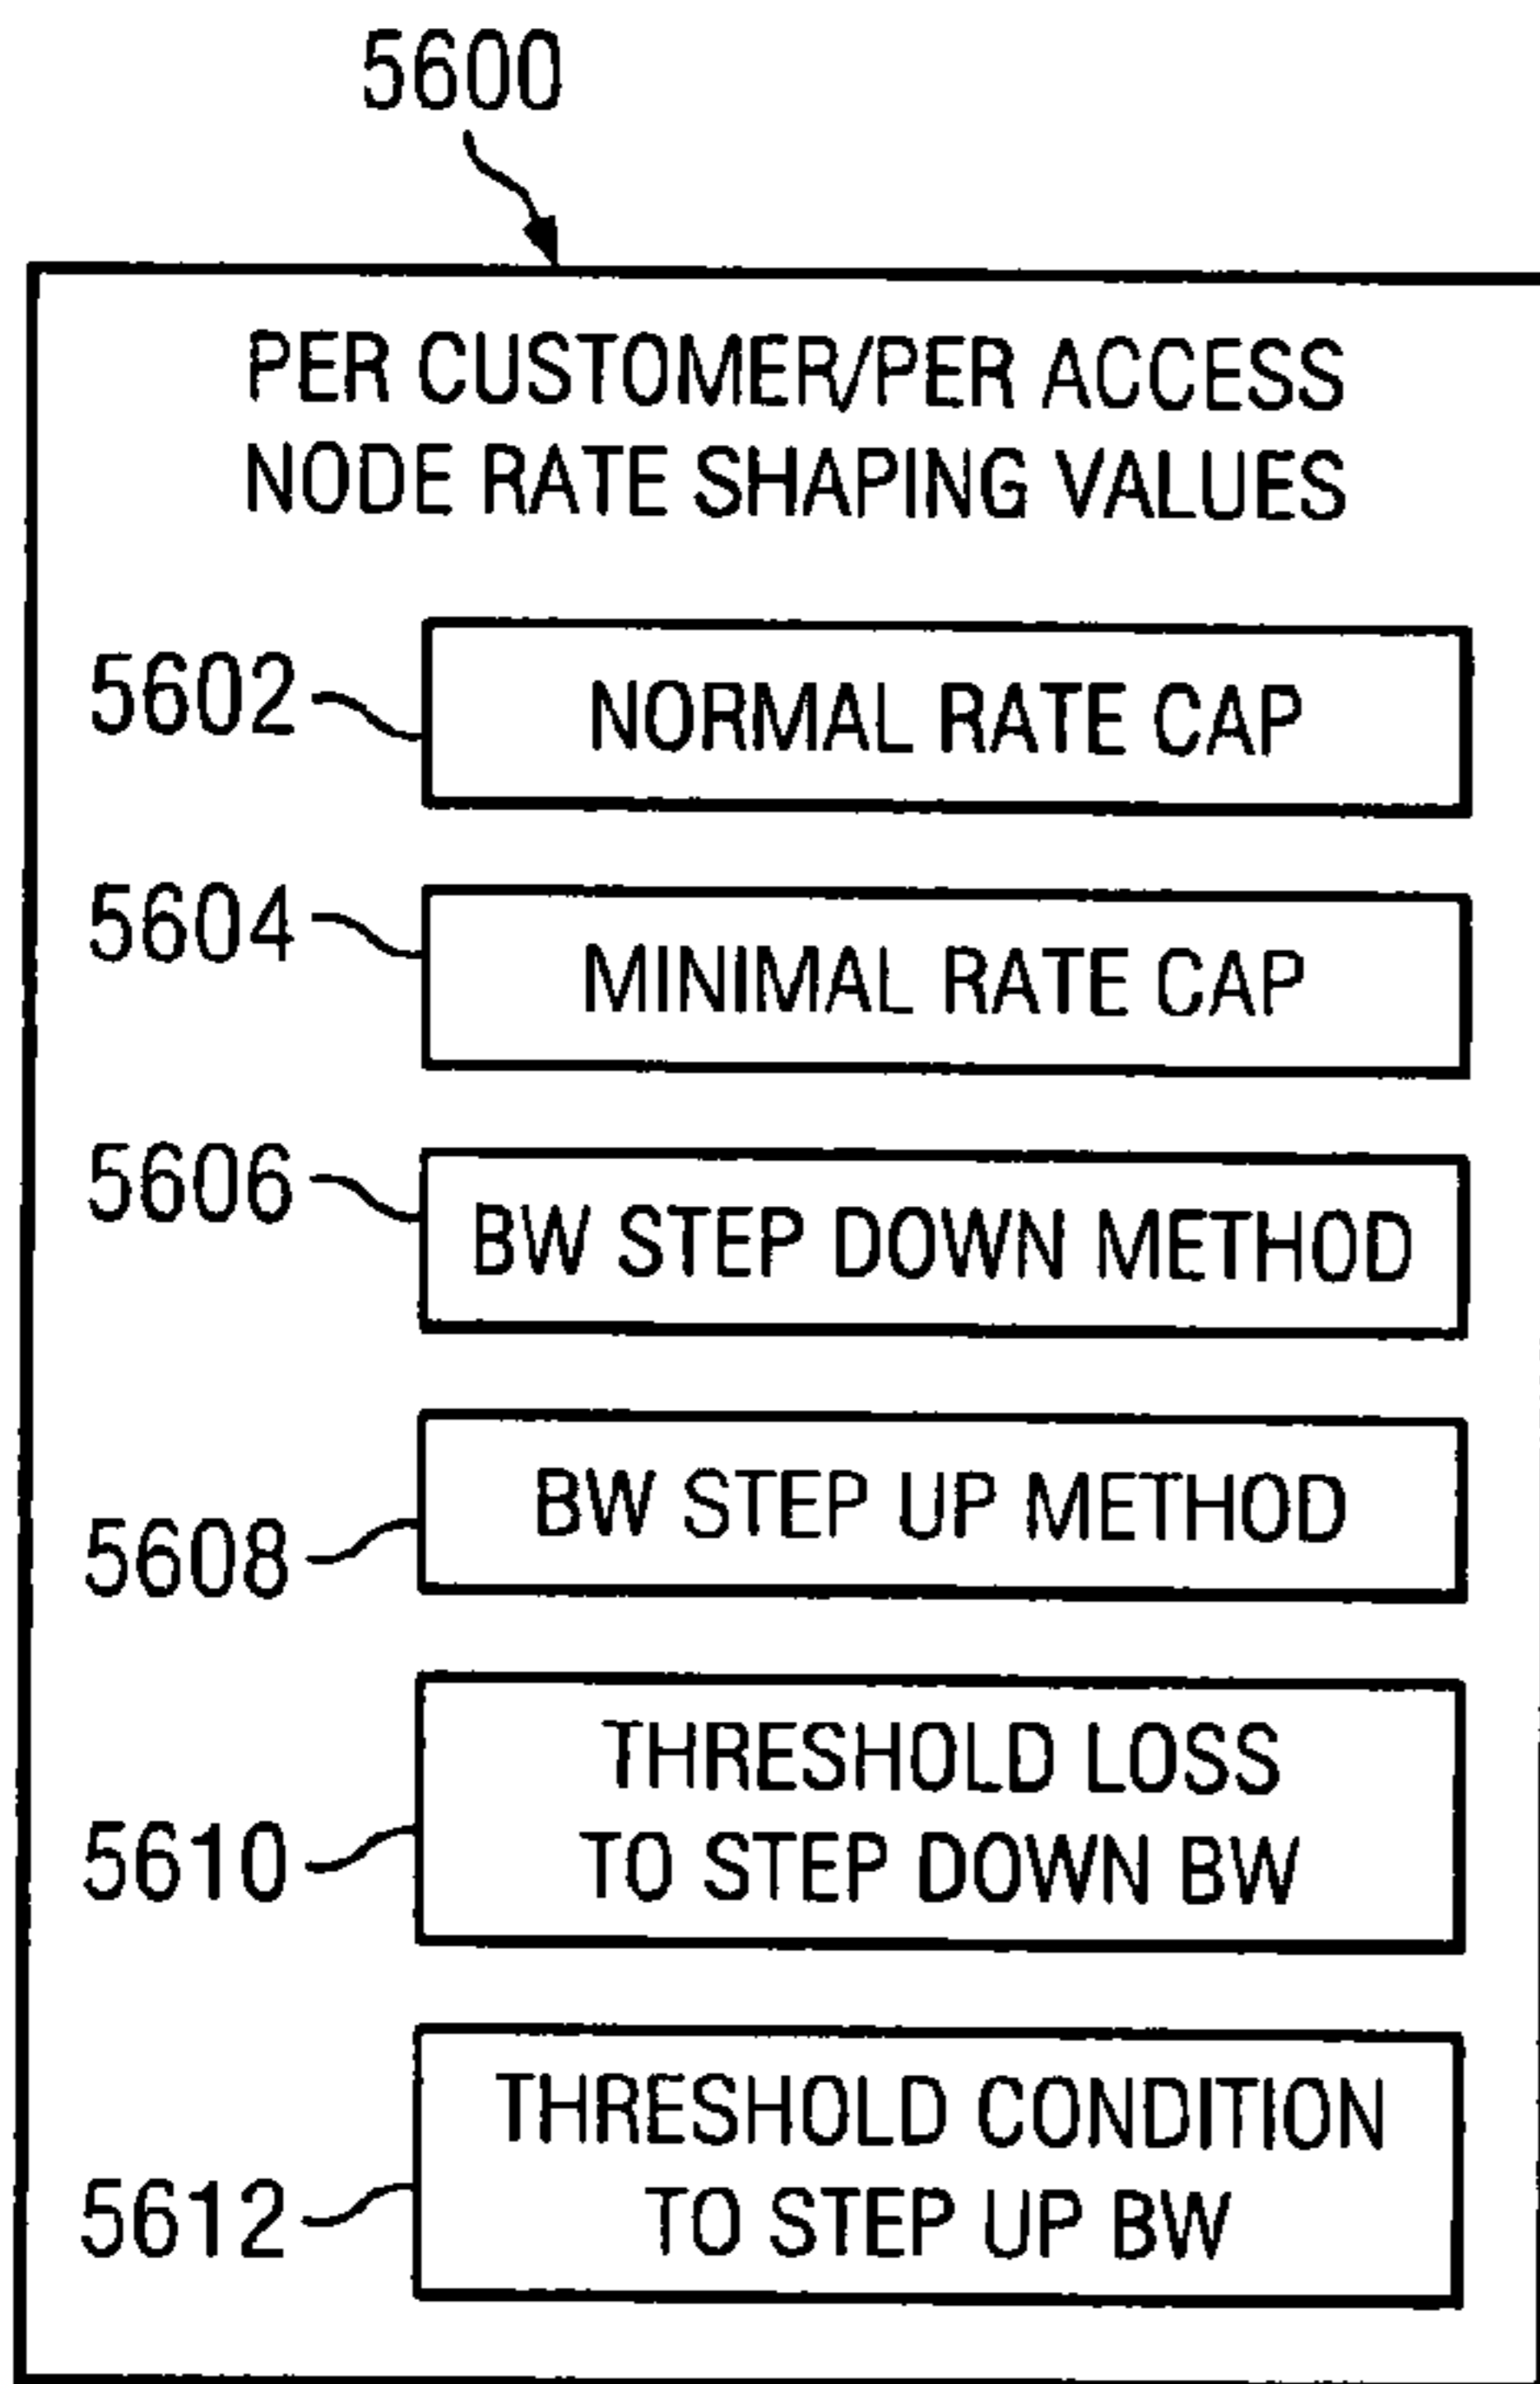 5600
PER CUSTOMER/PER ACCESS
NODE RATE SHAPING VALUES
5602
NORMAL RATE CAP
5604
MINIMAL RATE CAP
5606
BW STEP DOWN METHOD
5608
BW STEP UP METHOD
5610
THRESHOLD LOSS
TO STEP DOWN BW
5612
THRESHOLD CONDITION
TO STEP UP BW